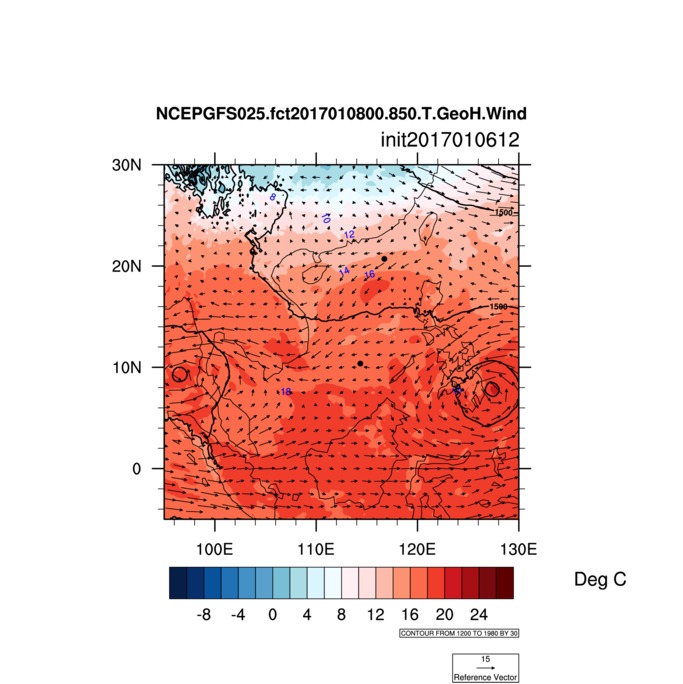 NCEPGFS025.fct2017010800.850.T.GeoH.Wind
init2017010612
30N
8
10
1500
12
20N
14
16
1500
10N
18
0
100E
110E
120E
130E
Deg C
-8
-4
0
4
8
12
16
20
24
CONTOUR FROM 1200 TO 1980 BY 30
15
Reference Vector